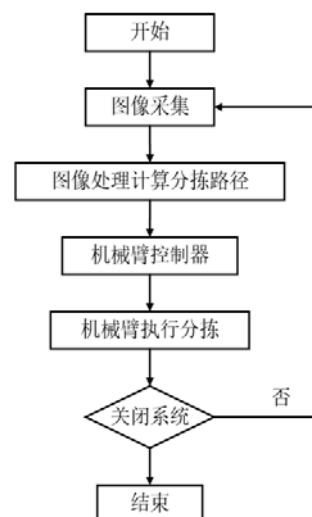 开始
图像采集
图像处理计算分拣路径
机械臂控制器
机械臂执行分拣
关闭系统
否
结束